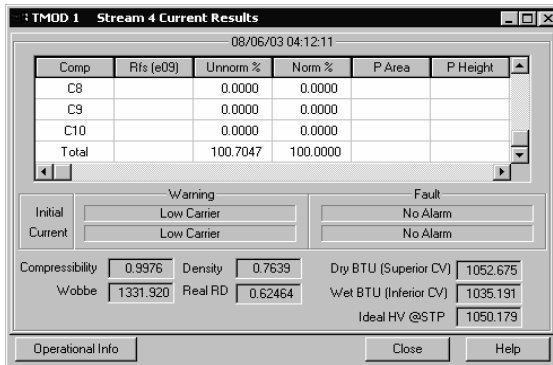 TMOD 1 Stream 4 Current Results
08/06/03 04:12:11
Comp Rfs (e09) Unnorm % Norm % P Area P Height
C8 0.0000 0.0000
C9 0.0000 0.0000
C10 0.0000 0.0000
Total 100.7047 100.0000
Warning Fault
Initial Low Carrier No Alarm
Current Low Carrier No Alarm
Compressibility 0.9976 Density 0.7639 Dry BTU (Superior CV) 1052.675
Wobbe 1331.920 Real RD 0.62464 Wet BTU (Inferior CV) 1035.191
Ideal HV @STP 1050.179
Operational Info Close Help